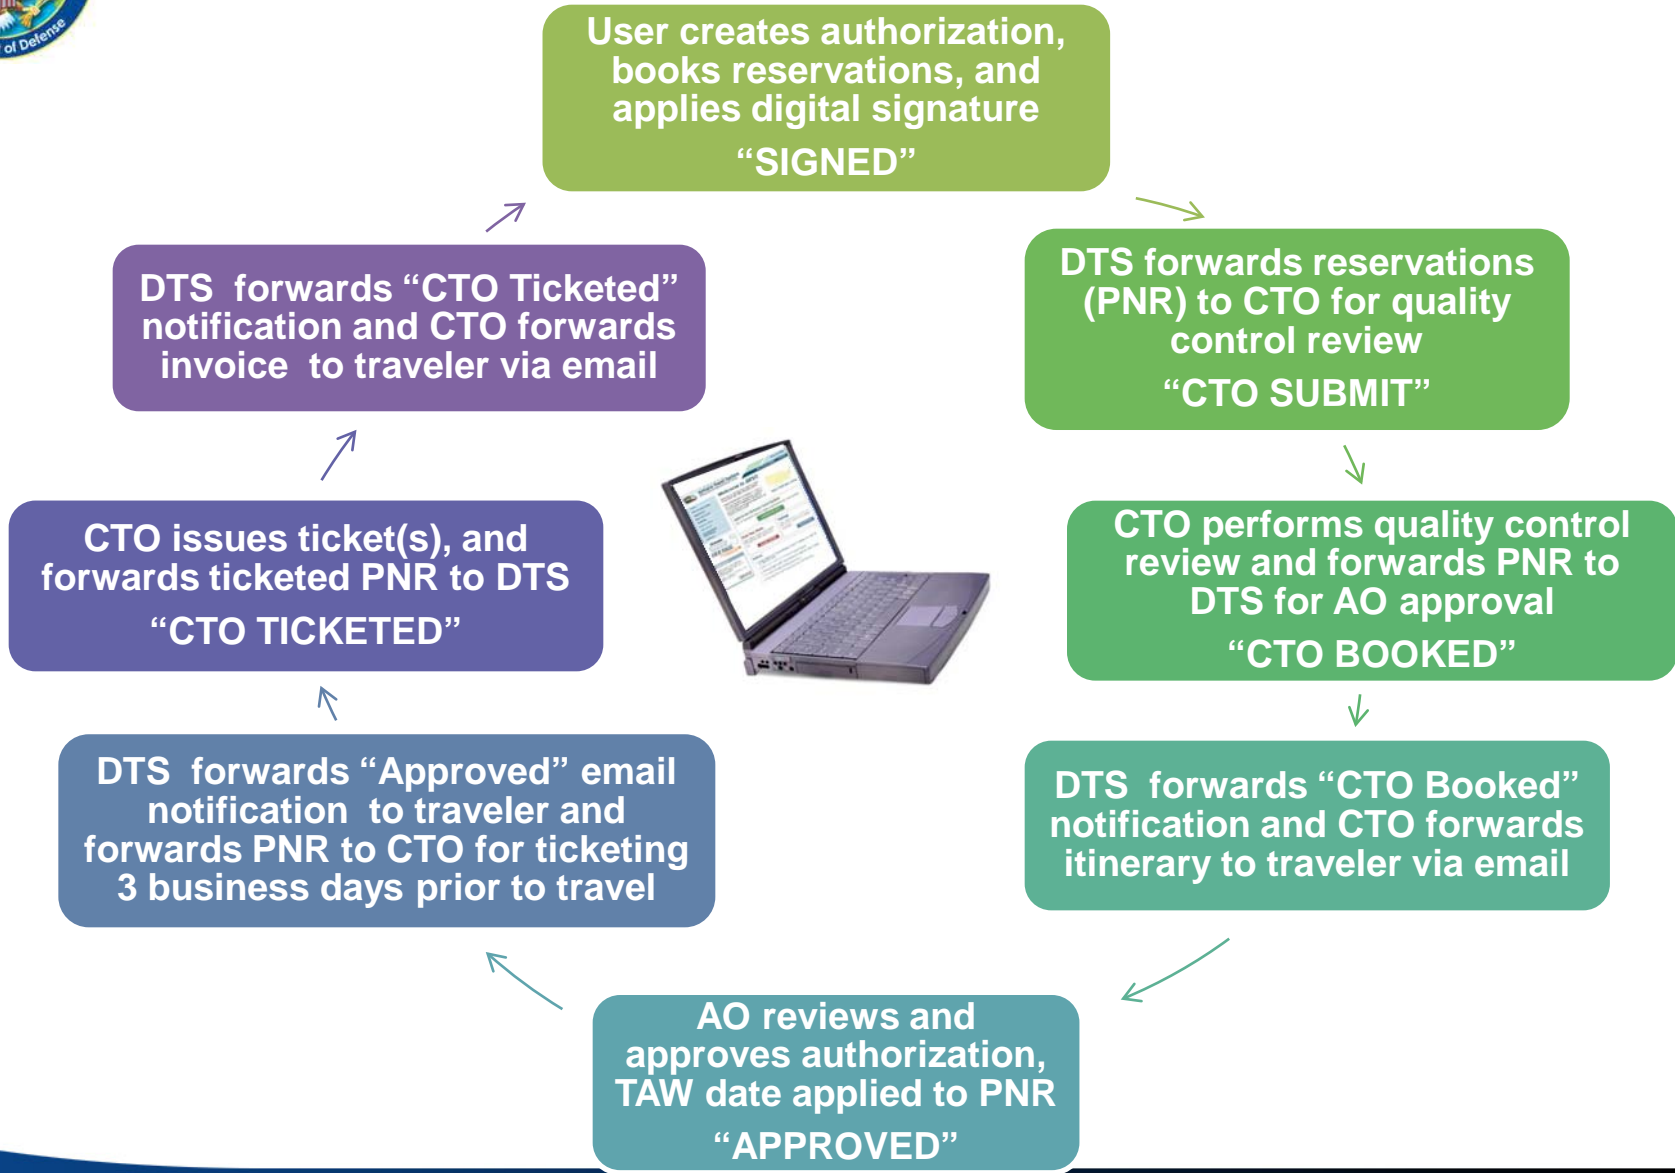 of Defense
User creates authorization,
books reservations, and
applies digital signature
“SIGNED”
DTS forwards reservations
(PNR) to CTO for quality
control review
“CTO SUBMIT”
CTO performs quality control
review and forwards PNR to
DTS for AO approval
“CTO BOOKED”
DTS forwards “CTO Booked”
notification and CTO forwards
itinerary to traveler via email
AO reviews and
approves authorization,
TAW date applied to PNR
“APPROVED”
DTS forwards “Approved” email
notification to traveler and
forwards PNR to CTO for ticketing
3 business days prior to travel
CTO issues ticket(s), and
forwards ticketed PNR to DTS
“CTO TICKETED”
DTS forwards “CTO Ticketed”
notification and CTO forwards
invoice to traveler via email